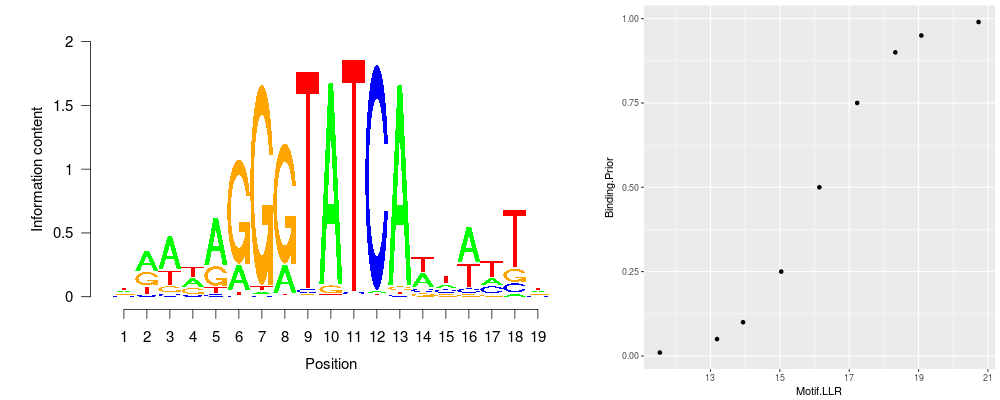 2
1.5
1
0.5
0
Information content
1 2 3 4 5 6 7 8 9 10 11 12 13 14 15 16 17 18 19
Position
A A T A G G G T A T C A T A T T
G T A G A A T A T A G
1.00
0.75
0.50
0.25
0.00
Binding.Prior
13 15 17 19 21
Motif.LLR